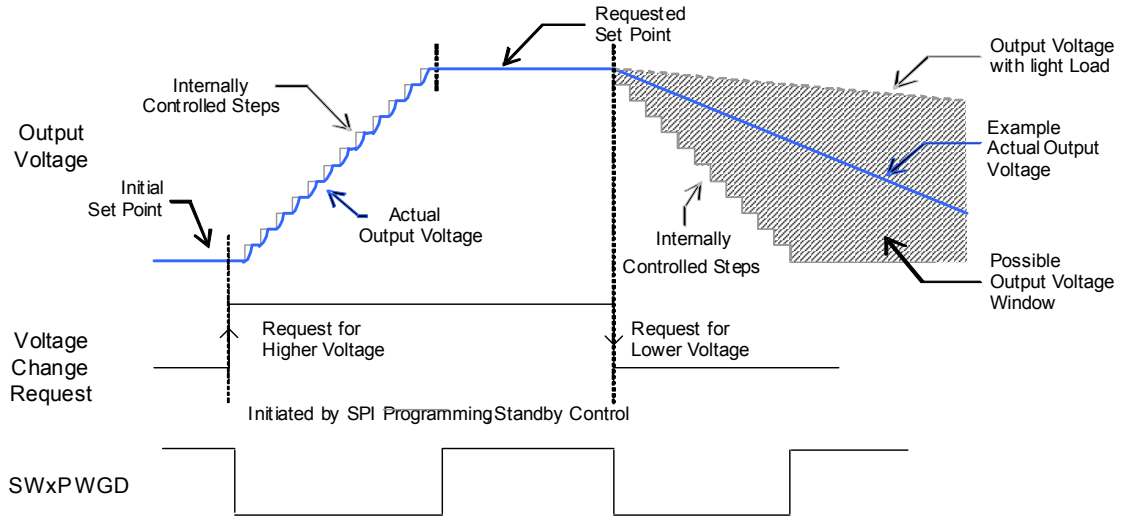 Requested
Set Point
Output Voltage
with light Load
Internally
Controlled Steps
Output
Voltage
Example
Actual Output
Voltage
Initial
Set Point
Actual
Output Voltage
Internally
Controlled Steps
Possible
Output Voltage
Window
Voltage
Change
Request
Request for
Higher Voltage
Request for
Lower Voltage
Initiated by SPI Programming, Standby Control
SWxPWGD